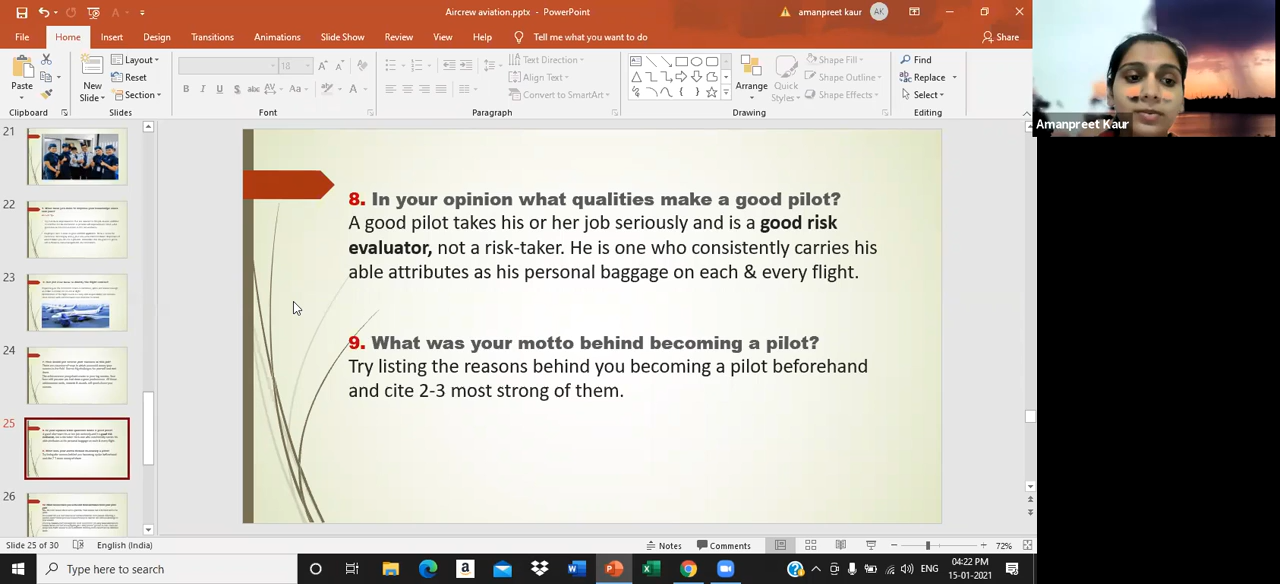 Aircrew aviation.pptx - PowerPoint
amanpreet kaur
AK
File Home Insert Design Transitions Animations Slide Show Review View Help Tell me what you want to do
Share
Paste
Clipboard
New
Slide
Layout
Reset
Section
Slides
18
Font
Text Direction
Align Text
Convert to SmartArt
Paragraph
Arrange
Quick
Styles
Shape Fill
Shape Outline
Shape Effects
Drawing
Find
Replace
Select
Editing
Amanpreet Kaur
21
22
23
24
25
26
8. In your opinion what qualities make a good pilot?
A good pilot takes his or her job seriously and is a good risk
evaluator, not a risk-taker. He is one who consistently carries his
able attributes as his personal baggage on each & every flight.
9. What was your motto behind becoming a pilot?
Try listing the reasons behind you becoming a pilot beforehand
and cite 2-3 most strong of them.
Slide 25 of 30
English (India)
Notes
Comments
72%
Type here to search
ENG
04:22 PM
15-01-2021